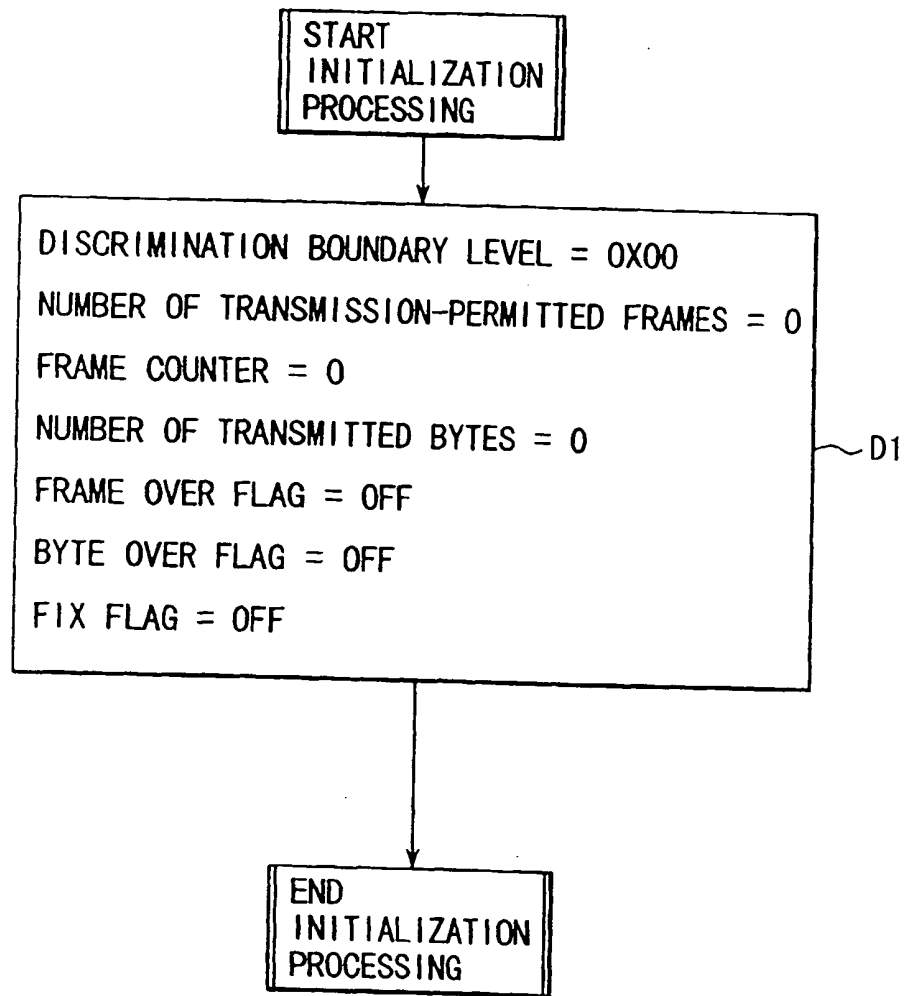 START
INITIALIZATION
PROCESSING
DISCRIMINATION BOUNDARY LEVEL = 0X00
NUMBER OF TRANSMISSION-PERMITTED FRAMES = 0
FRAME COUNTER = 0
NUMBER OF TRANSMITTED BYTES = 0
FRAME OVER FLAG = OFF
BYTE OVER FLAG = OFF
FIX FLAG = OFF
D1
END
INITIALIZATION
PROCESSING